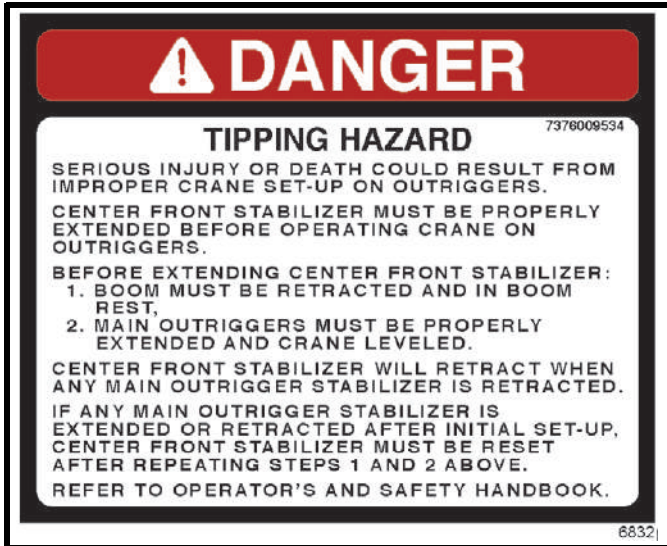 DANGER
7376009534
TIPPING HAZARD
SERIOUS INJURY OR DEATH COULD RESULT FROM
IMPROPER CRANE SET-UP ON OUTRIGGERS.
CENTER FRONT STABILIZER MUST BE PROPERLY
EXTENDED BEFORE OPERATING CRANE ON
OUTRIGGERS.
BEFORE EXTENDING CENTER FRONT STABILIZER:
1. BOOM MUST BE RETRACTED AND IN BOOM
REST,
2. MAIN OUTRIGGERS MUST BE PROPERLY
EXTENDED AND CRANE LEVELED.
CENTER FRONT STABILIZER WILL RETRACT WHEN
ANY MAIN OUTRIGGER STABILIZER IS RETRACTED.
IF ANY MAIN OUTRIGGER STABILIZER IS
EXTENDED OR RETRACTED AFTER INITIAL SET-UP,
CENTER FRONT STABILIZER MUST BE RESET
AFTER REPEATING STEPS 1 AND 2 ABOVE.
REFER TO OPERATOR'S AND SAFETY HANDBOOK.
6832